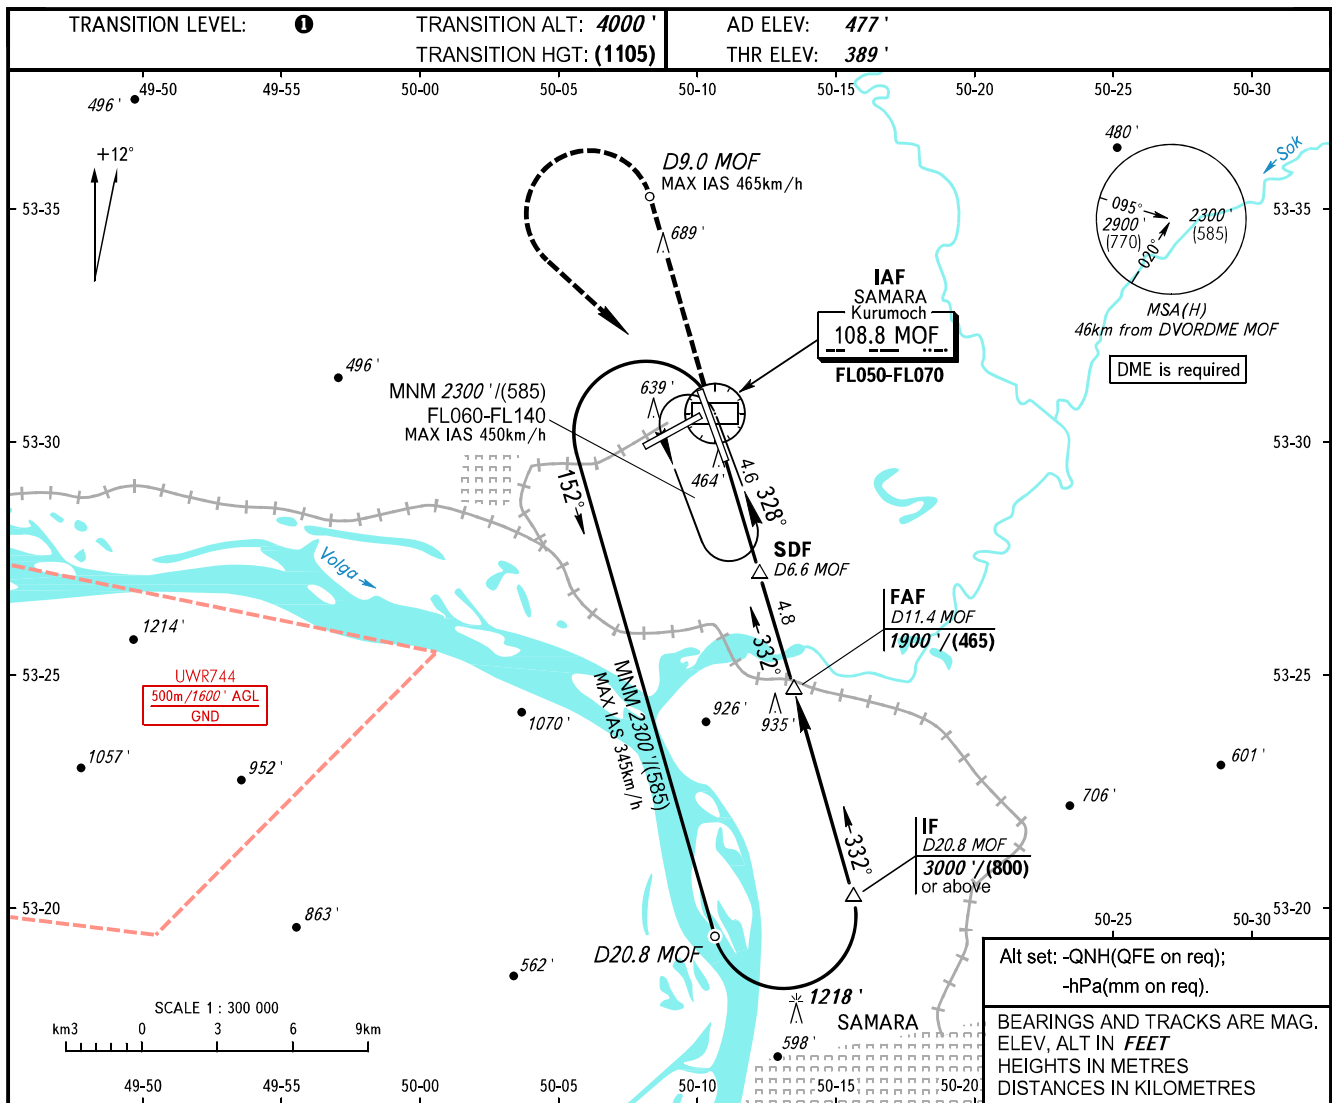 TRANSITION LEVEL: ❶ TRANSITION ALT: 4000 '
TRANSITION HGT: (1105)
AD ELEV: 477 '
THR ELEV: 389 '
49-50 49-55 50-00 50-05 50-10 50-15 50-20 50-25 50-30
496 '
+12°
480 '
Sok
D9.0 MOF
MAX IAS 465km/h
53-35 53-35
095°
2900 '
(770)
2300 '
(585)
020°
689 '
IAF
SAMARA
Kurumoch
108.8 MOF
FL050-FL070
MSA(H)
46km from DVORDME MOF
DME is required
496 '
639 '
MNM 2300 '/(585)
FL060-FL140
MAX IAS 450km/h
53-30 53-30
464 '
4.6
328°
152°
SDF
D6.6 MOF
Volga
4.8
332°
FAF
D11.4 MOF
1900 '/(465)
1214 '
53-25 53-25
UWR744
500m/1600 ' AGL
GND
MNM 2300 '/(585)
MAX IAS 345km/h
926 '
935 '
1070 '
1057 '
952 '
601 '
706 '
332°
IF
D20.8 MOF
3000 '/(800)
or above
53-20 53-20
863 '
50-25 50-30
D20.8 MOF
562 '
1218 '
SAMARA
598 '
SCALE 1 : 300 000
km3 0 3 6 9km
Alt set: -QNH(QFE on req);
-hPa(mm on req).
BEARINGS AND TRACKS ARE MAG.
ELEV, ALT IN FEET
HEIGHTS IN METRES
DISTANCES IN KILOMETRES
49-50 49-55 50-00 50-05 50-10 50-15 50-20